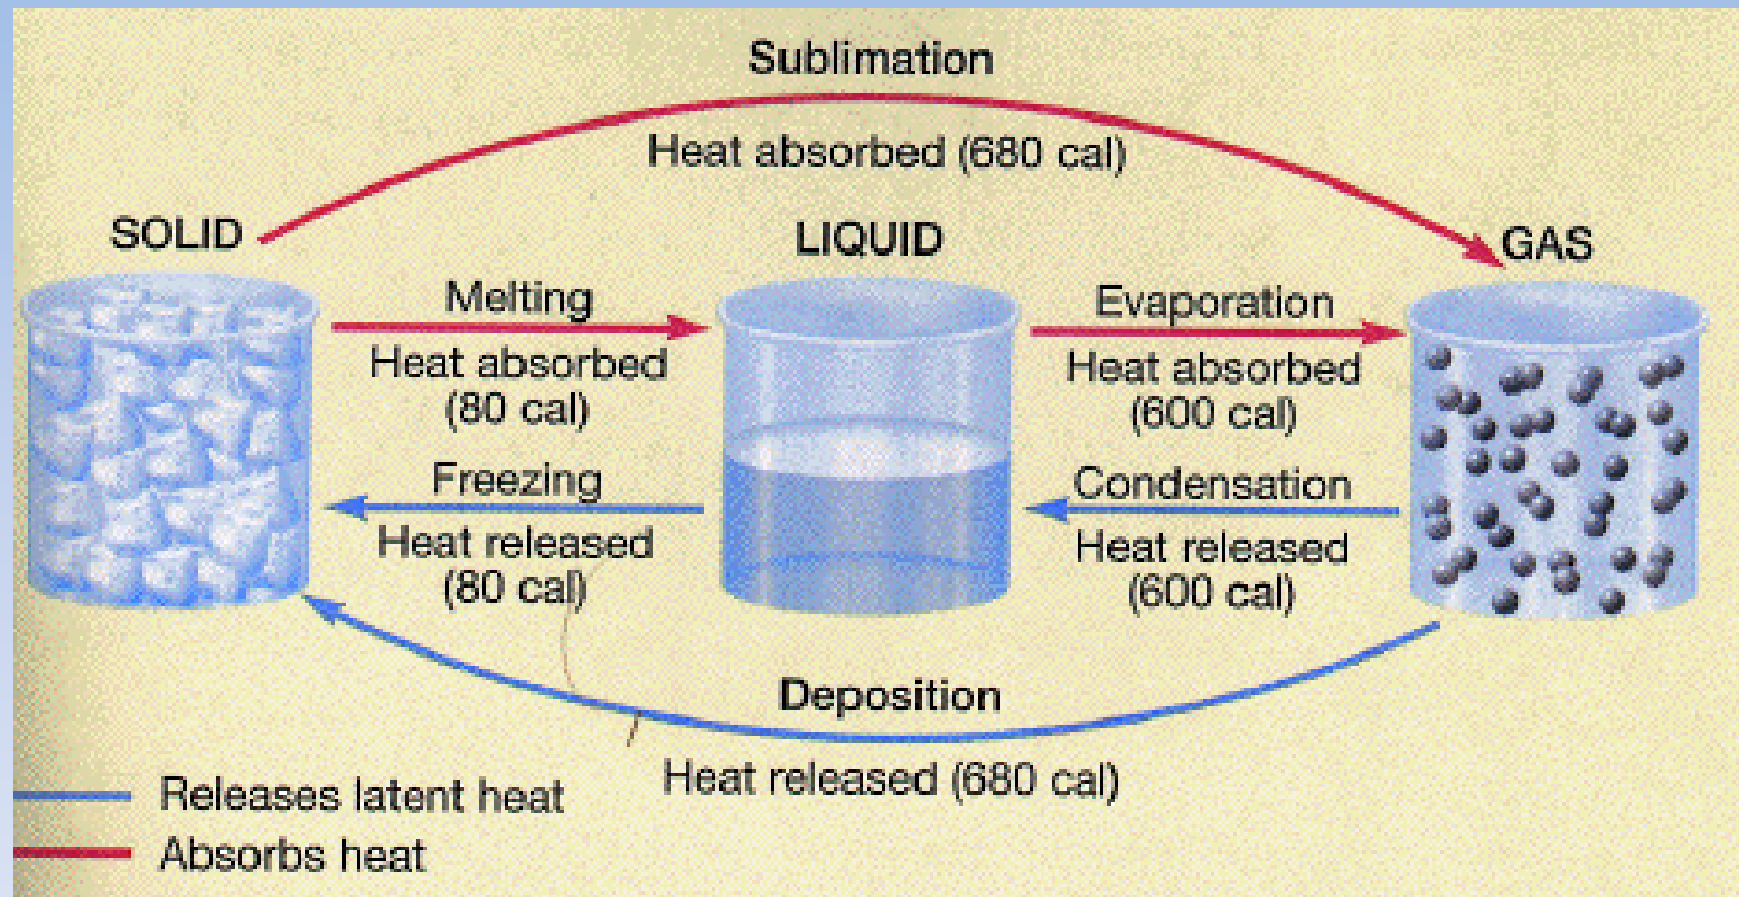 Sublimation
Heat absorbed (680 cal)
SOLID
LIQUID
GAS
Melting
Heat absorbed
(80 cal)
Evaporation
Heat absorbed
(600 cal)
Freezing
Heat released
(80 cal)
Condensation
Heat released
(600 cal)
Deposition
Heat released (680 cal)
Releases latent heat
Absorbs heat